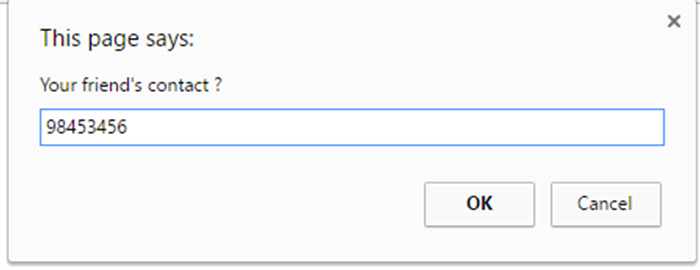 This page says:
Your friend's contact ?
98453456
OK
Cancel